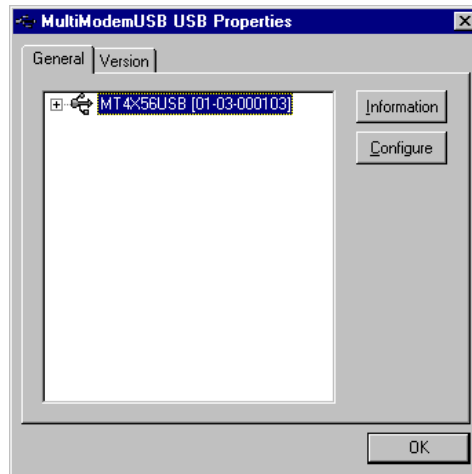 MultiModemUSB USB Properties
General
Version
MT4X56USB [01-03-000103]
Information
Configure
OK